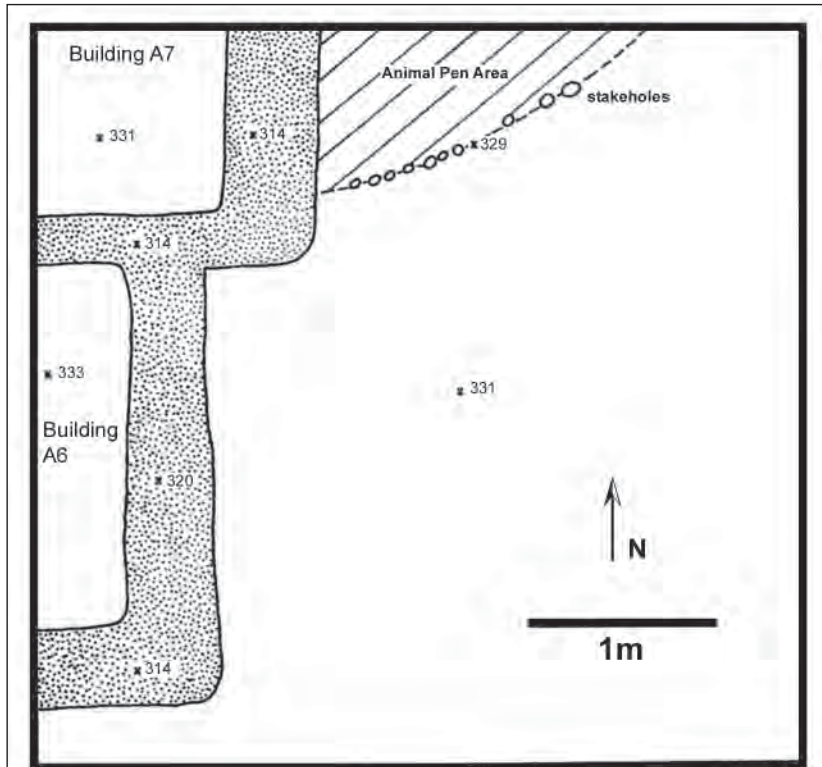 Building A7
Animal Pen Area
stakeholes
331
314
329
314
333
331
Building
A6
320
N
1m
314